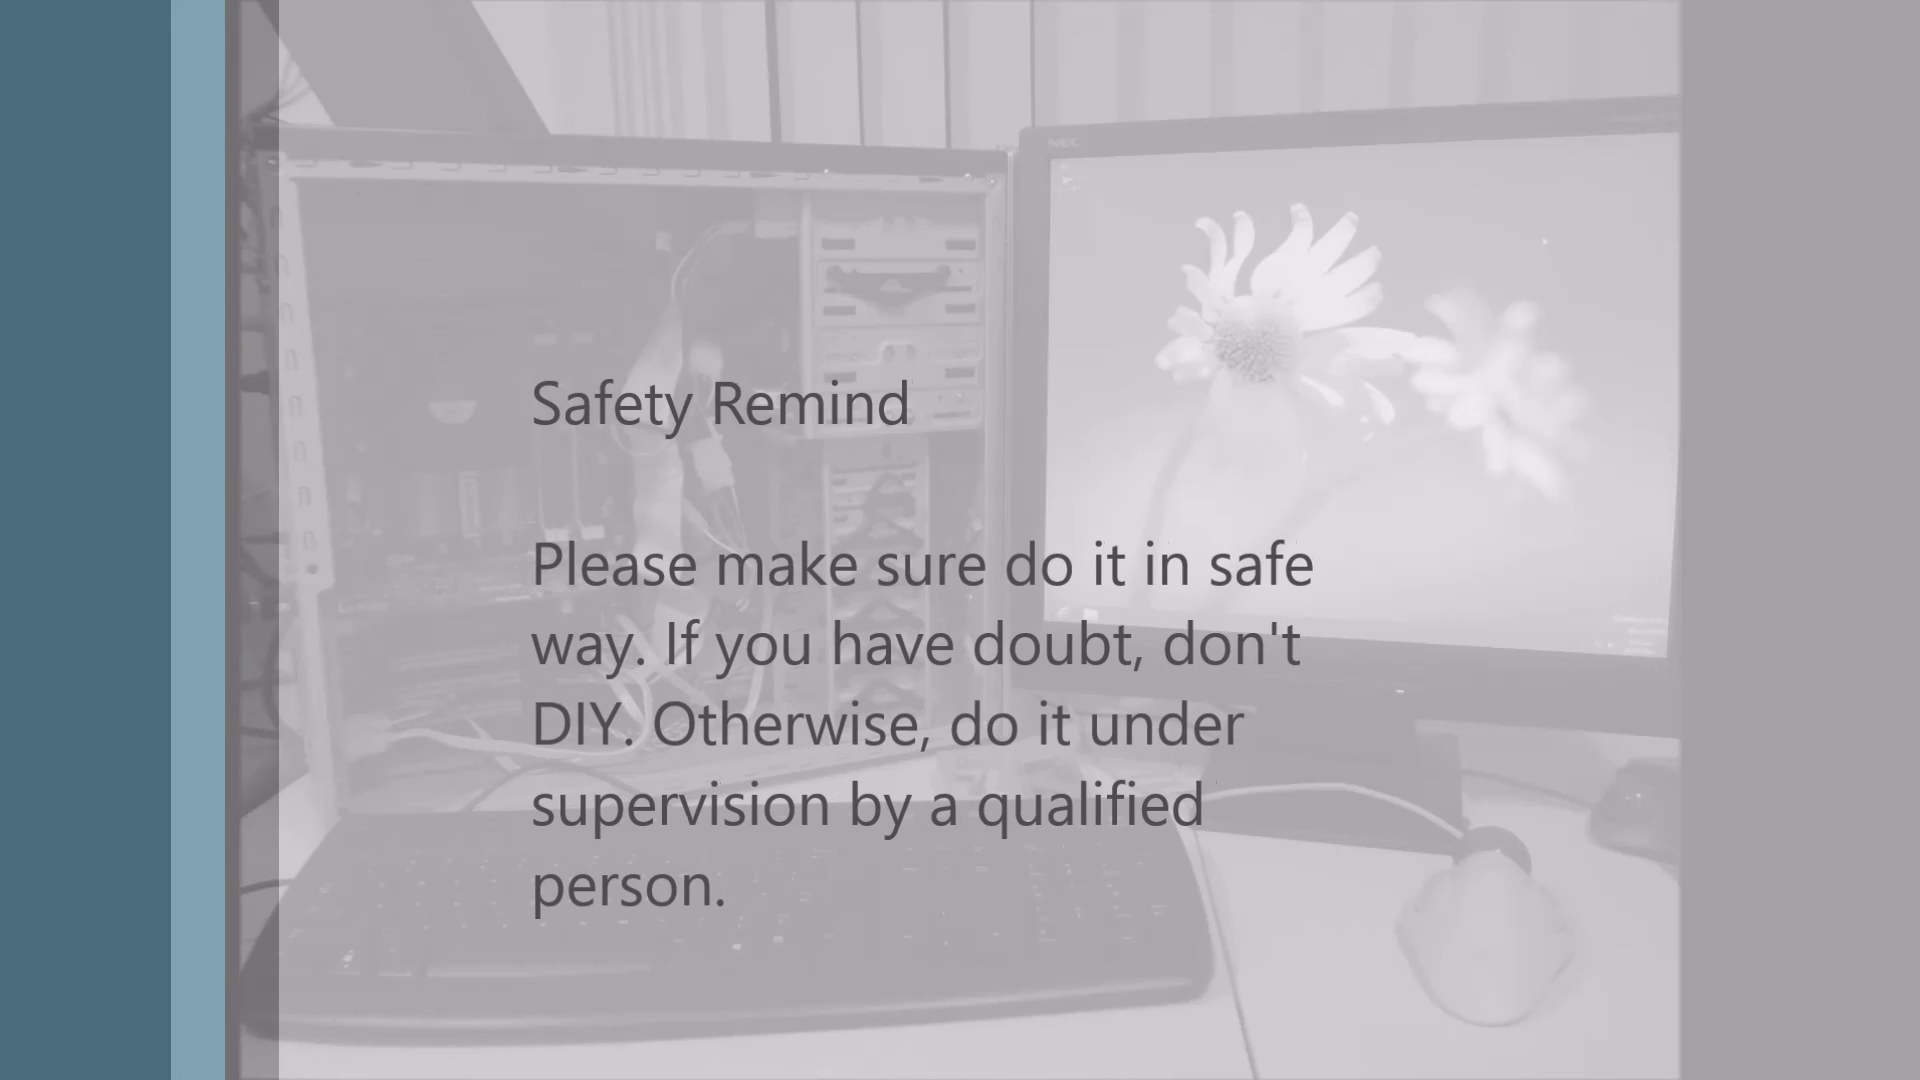 NEC
Safety Remind
Please make sure do it in safe
way. If you have doubt, don't
DIY. Otherwise, do it under
supervision by a qualified
person.